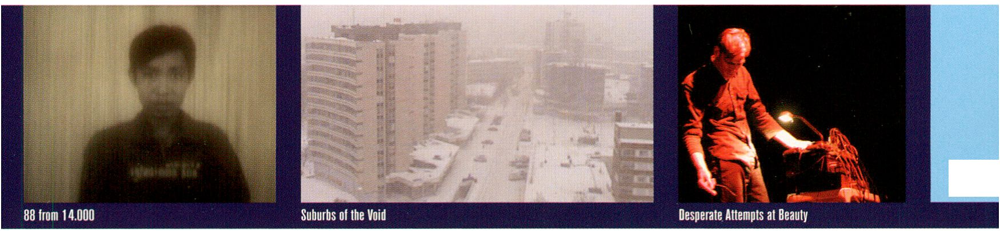 88 from 14.000
Suburbs of the Void
Desperate Attempts at Beauty